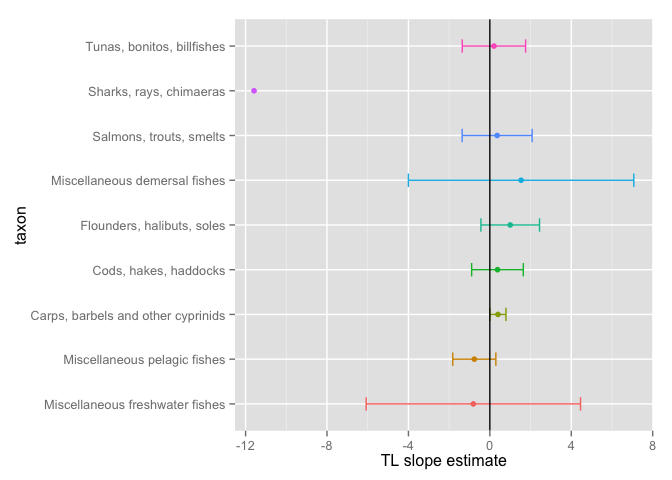 Tunas, bonitos, billfishes
Sharks, rays, chimaeras
Salmons, trouts, smelts
Miscellaneous demersal fishes
Flounders, halibuts, soles
Cods, hakes, haddocks
Carps, barbels and other cyprinids
Miscellaneous pelagic fishes
Miscellaneous freshwater fishes
taxon
-12 -8 -4 0 4 8
TL slope estimate